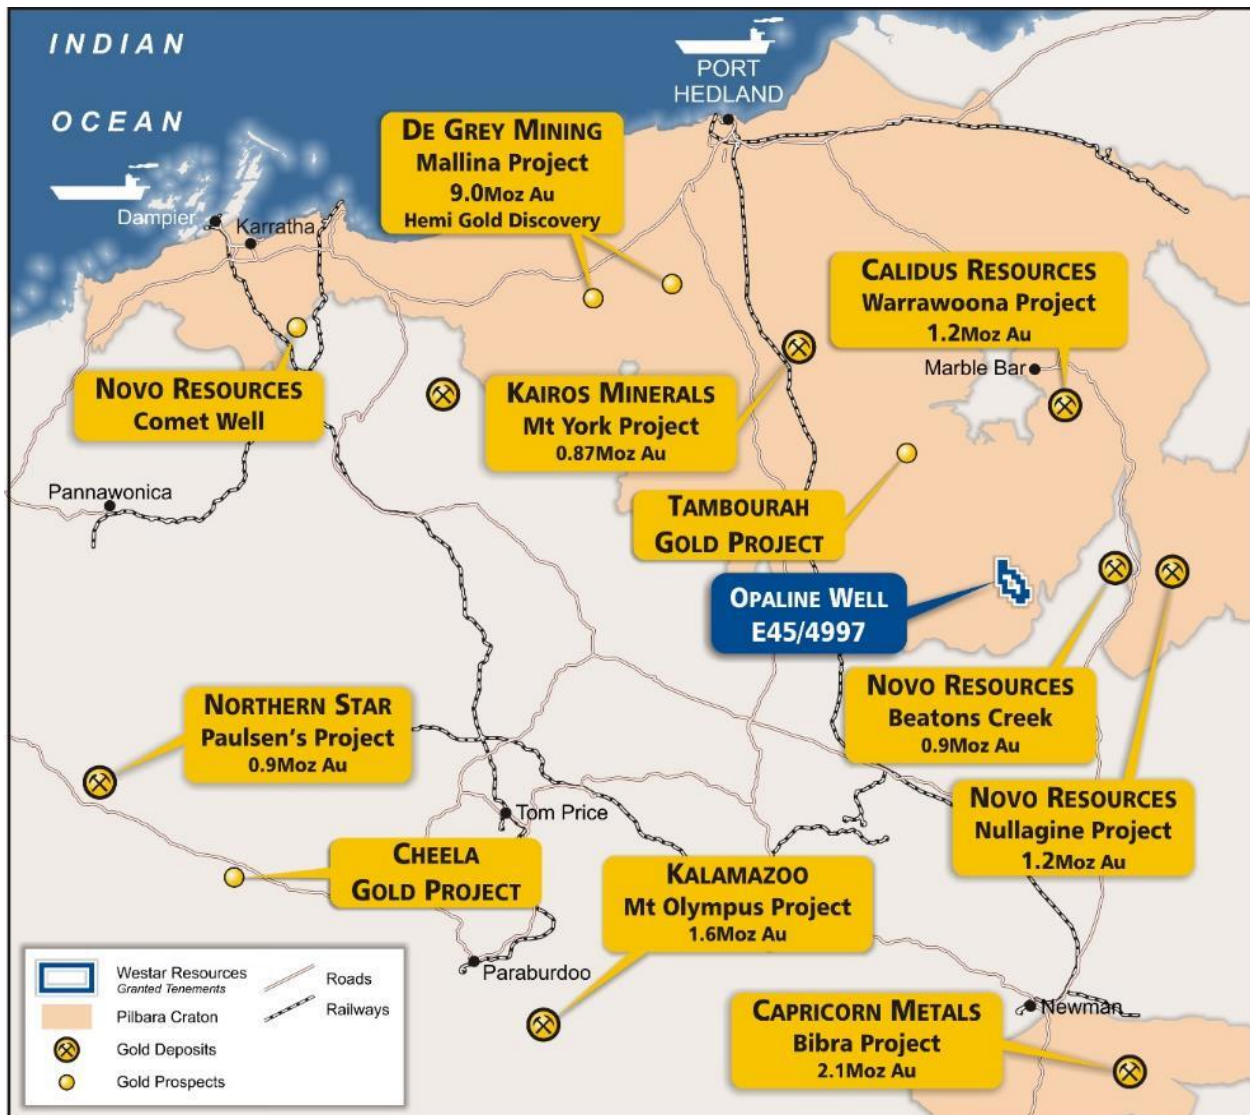 INDIAN
OCEAN
PORT
HEDLAND
DE GREY MINING
Mallina Project
9.0Moz Au
Hemi Gold Discovery
Dampier
Karratha
CALIDUS RESOURCES
Warrawoona Project
1.2Moz Au
Marble Bar
NOVO RESOURCES
Comet Well
KAIROS MINERALS
Mt York Project
0.87Moz Au
Pannawonica
TAMBOURAH
GOLD PROJECT
OPALINE WELL
E45/4997
NOVO RESOURCES
Beatons Creek
0.9Moz Au
NORTHERN STAR
Paulsen's Project
0.9Moz Au
NOVO RESOURCES
Nullagine Project
1.2Moz Au
Tom Price
CHEELA
GOLD PROJECT
KALAMAZOO
Mt Olympus Project
1.6Moz Au
Paraburdoo
CAPRICORN METALS
Bibra Project
2.1Moz Au
Newman
Westar Resources
Granted Tenements
Pilbara Craton
Gold Deposits
Gold Prospects
Roads
Railways